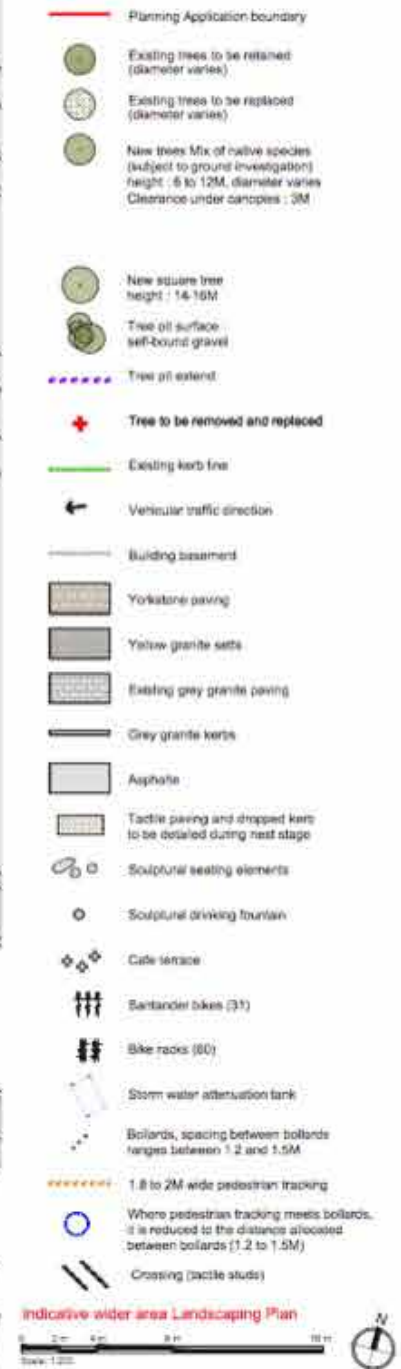 Planning Application boundary
Existing trees to be retained
(diameter varies)
Existing trees to be replaced
(diameter varies)
New trees Mix of native species
(subject to ground investigation)
height : 6 to 12M, diameter varies
Clearance under canopies : 3M
New square tree
height : 14-16M
Tree pit surface
self-bound gravel
Tree pit extend
Tree to be removed and replaced
Existing kerb line
Vehicular traffic direction
Building basement
Yorkstone paving
Yellow granite setts
Existing grey granite paving
Grey granite kerbs
Asphalte
Tactile paving and dropped kerb
to be detailed during next stage
Sculptural seating elements
Sculptural drinking fountain
Cafe terrace
Santander bikes (31)
Bike racks (60)
Storm water attenuation tank
Bollards, spacing between bollards
ranges between 1.2 and 1.5M
1.8 to 2M wide pedestrian tracking
Where pedestrian tracking meets bollards,
it is reduced to the distance allocated
between bollards (1.2 to 1.5M)
Crossing (tactile studs)
Indicative wider area Landscaping Plan
N
0 2m 4m
Scale: